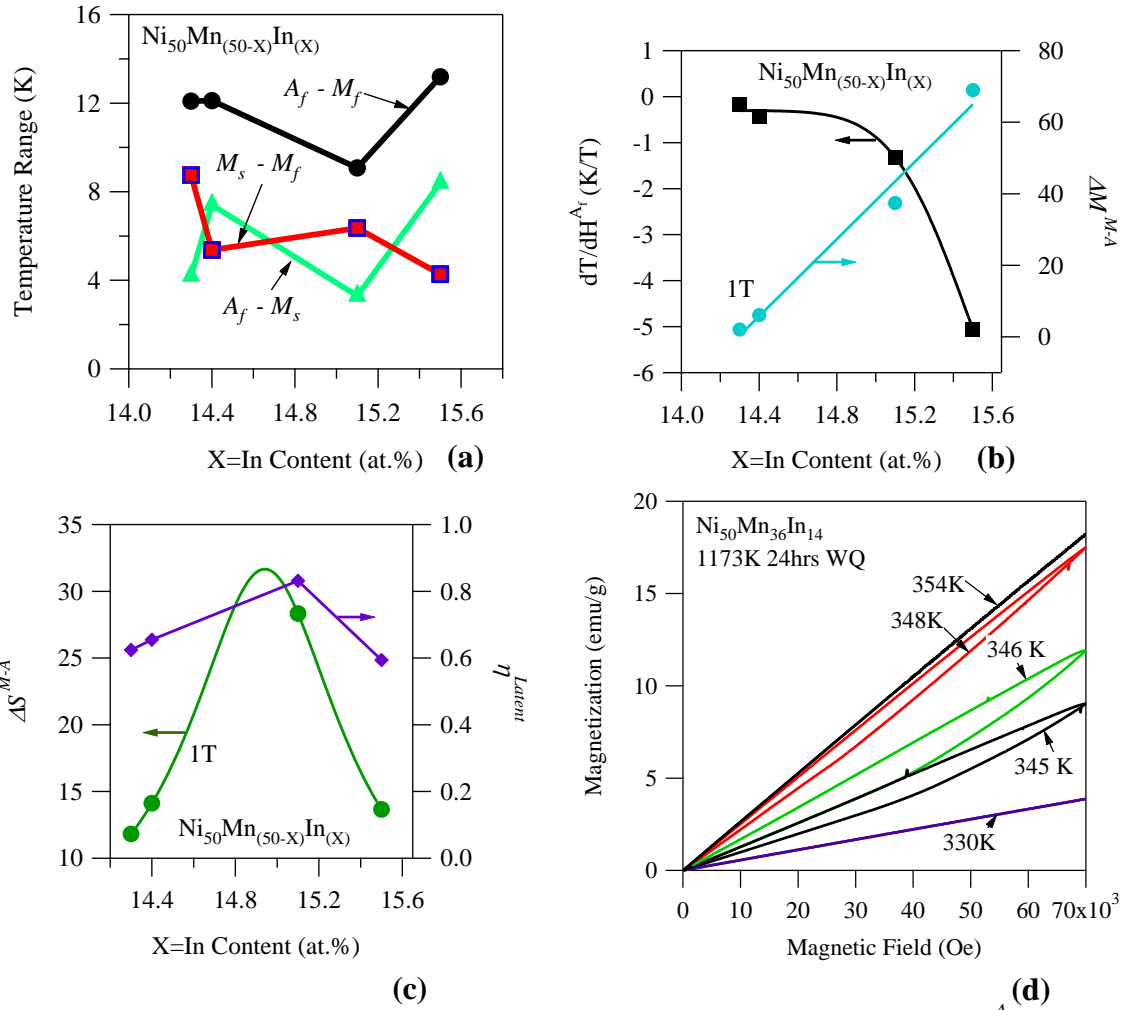 16
12
8
4
0
Temperature Range (K)
Ni50Mn(50-X)In(X)
Af - Mf
Ms - Mf
Af - Ms
14.0 14.4 14.8 15.2 15.6
X=In Content (at.%) (a)
1
0
-1
-2
-3
-4
-5
-6
dT/dH^Af (K/T)
Ni50Mn(50-X)In(X)
1T
80
60
40
20
0
ΔM^M-A
14.0 14.4 14.8 15.2 15.6
X=In Content (at.%) (b)
35
30
25
20
15
10
ΔS^M-A
1T
Ni50Mn(50-X)In(X)
1.0
0.8
0.6
0.4
0.2
0.0
η^Latent
14.4 14.8 15.2 15.6
X=In Content (at.%)
(c)
20
15
10
5
0
Magnetization (emu/g)
Ni50Mn36In14
1173K 24hrs WQ
354K
348K
346 K
345 K
330K
0 10 20 30 40 50 60 70x10^3
Magnetic Field (Oe)
A
(d)